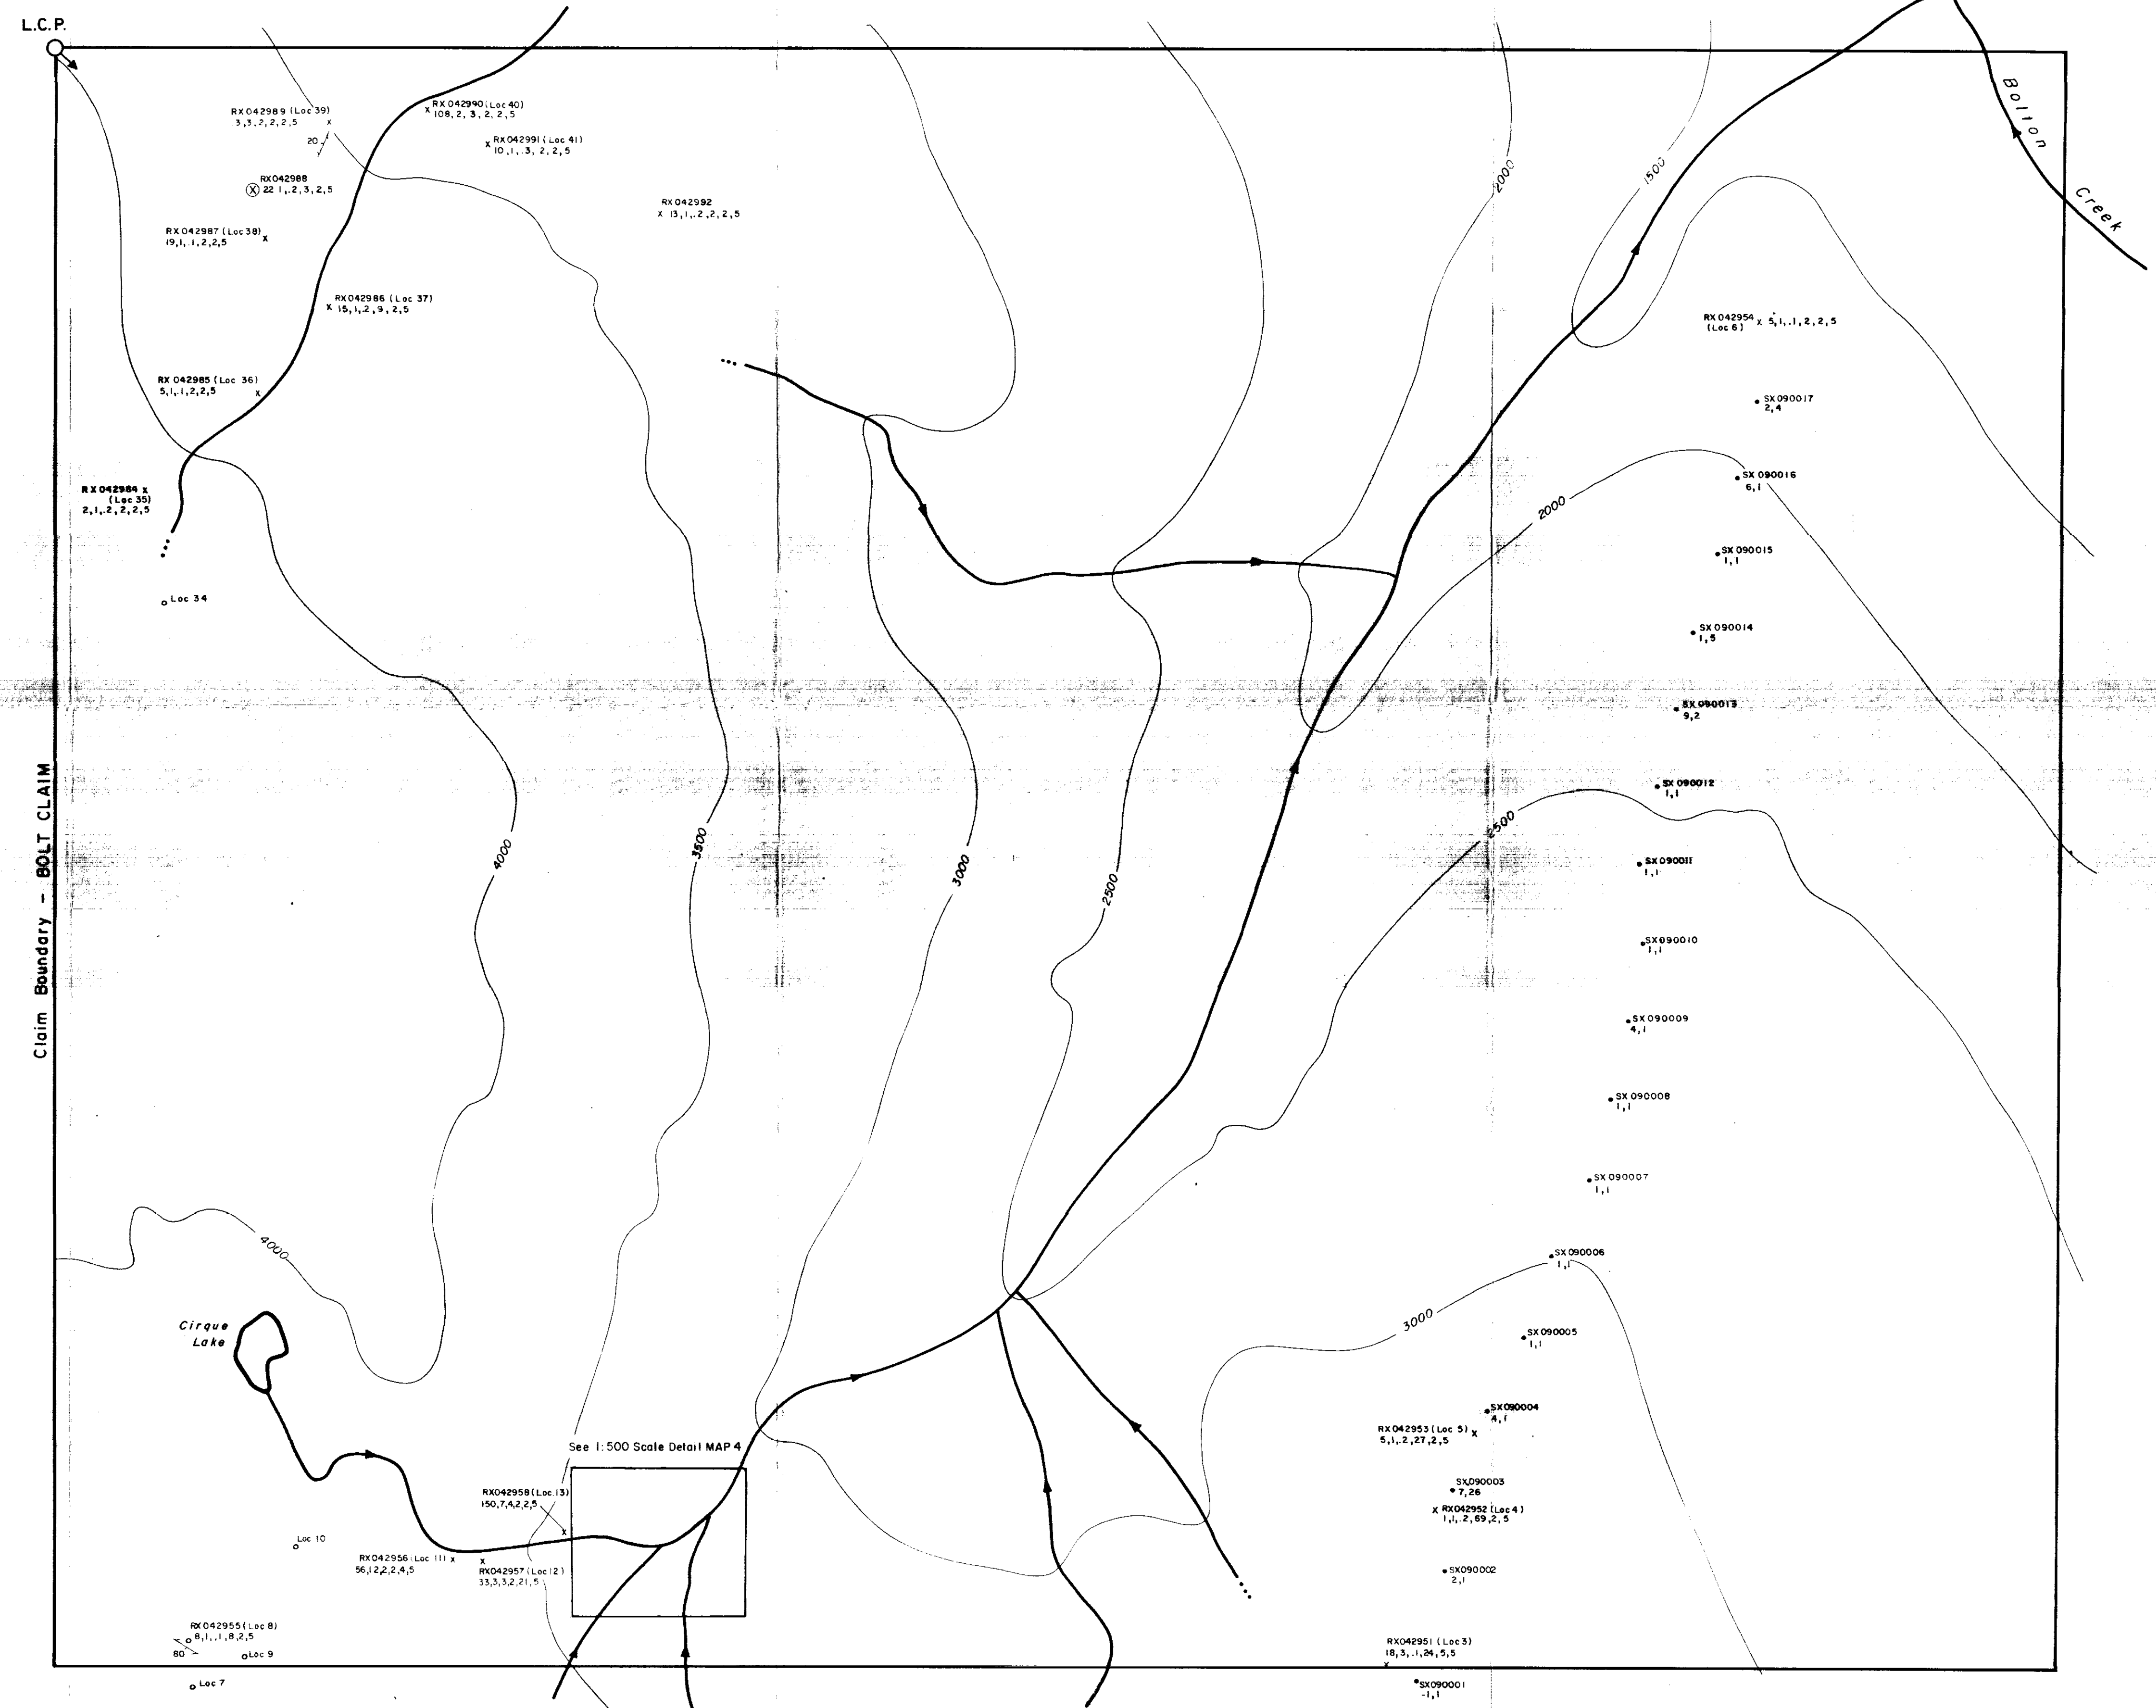 L.C.P.
Bolton
Creek
RX042989 (Loc 39)
.3,3,2,2,2,5
20
RX042990 (Loc 40)
108,2,3,2,2,5
RX042991 (Loc 41)
10,1,.3,2,2,5
RX042988
22 1,.2,3,2,5
RX042992
13,1,.2,2,2,5
2000
1500
RX042987 (Loc 38)
19,1,.1,2,2,5
RX042986 (Loc 37)
15,1,.2,9,2,5
RX042954
(Loc 6)
5,1,.1,2,2,5
RX 042985 (Loc 36)
5,1,.1,2,2,5
SX090017
2,4
RX042984
(Loc 35)
2,1,.2,2,2,5
SX090016
6,1
2000
SX090015
1,1
Loc 34
SX090014
1,5
SX090013
9,2
SX090012
1,1
Claim Boundary - BOLT CLAIM
4000
3500
3000
2500
2500
SX090011
1,1
SX090010
1,1
SX090009
4,1
SX090008
1,1
SX090007
1,1
4000
SX090006
1,1
Cirque
Lake
3000
SX090005
1,1
SX090004
4,1
RX042953 (Loc 5)
5,1,.2,27,2,5
See 1:500 Scale Detail MAP 4
RX042958 (Loc.13)
150,7,4,2,2,5
SX090003
7,26
RX042952 (Loc 4)
1,1,.2,69,2,5
Loc 10
RX042956 (Loc 11)
56,12,2,2,4,5
RX042957 (Loc 12)
33,3,3,2,21,5
SX090002
2,1
RX042955 (Loc 8)
8,1,.1,8,2,5
80
Loc 9
RX042951 (Loc 3)
18,3,.1,24,5,5
Loc 7
SX090001
-1,1